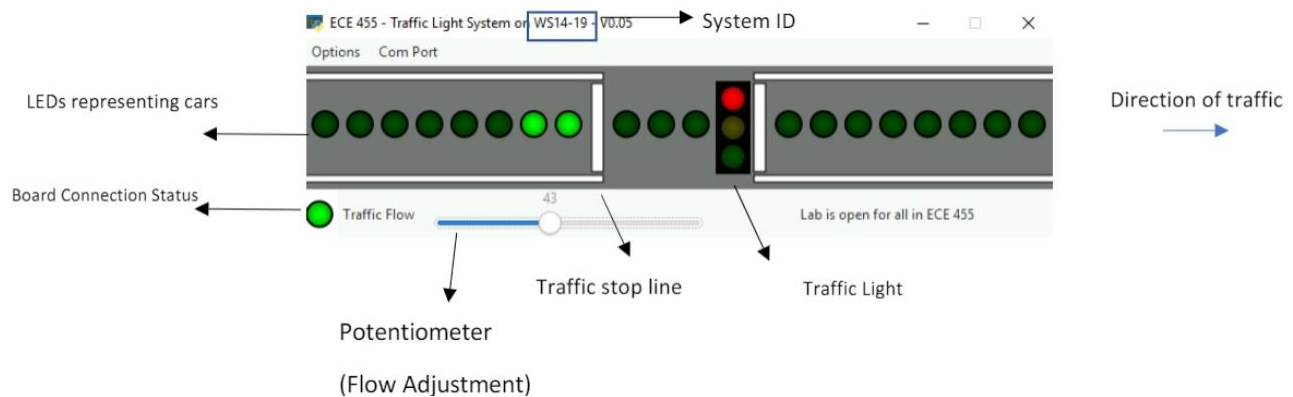 ECE 455 - Traffic Light System on WS14-19 - V0.05
System ID
Options Com Port
LEDs representing cars
Direction of traffic
Board Connection Status
Traffic Flow
43
Lab is open for all in ECE 455
Traffic stop line
Traffic Light
Potentiometer
(Flow Adjustment)